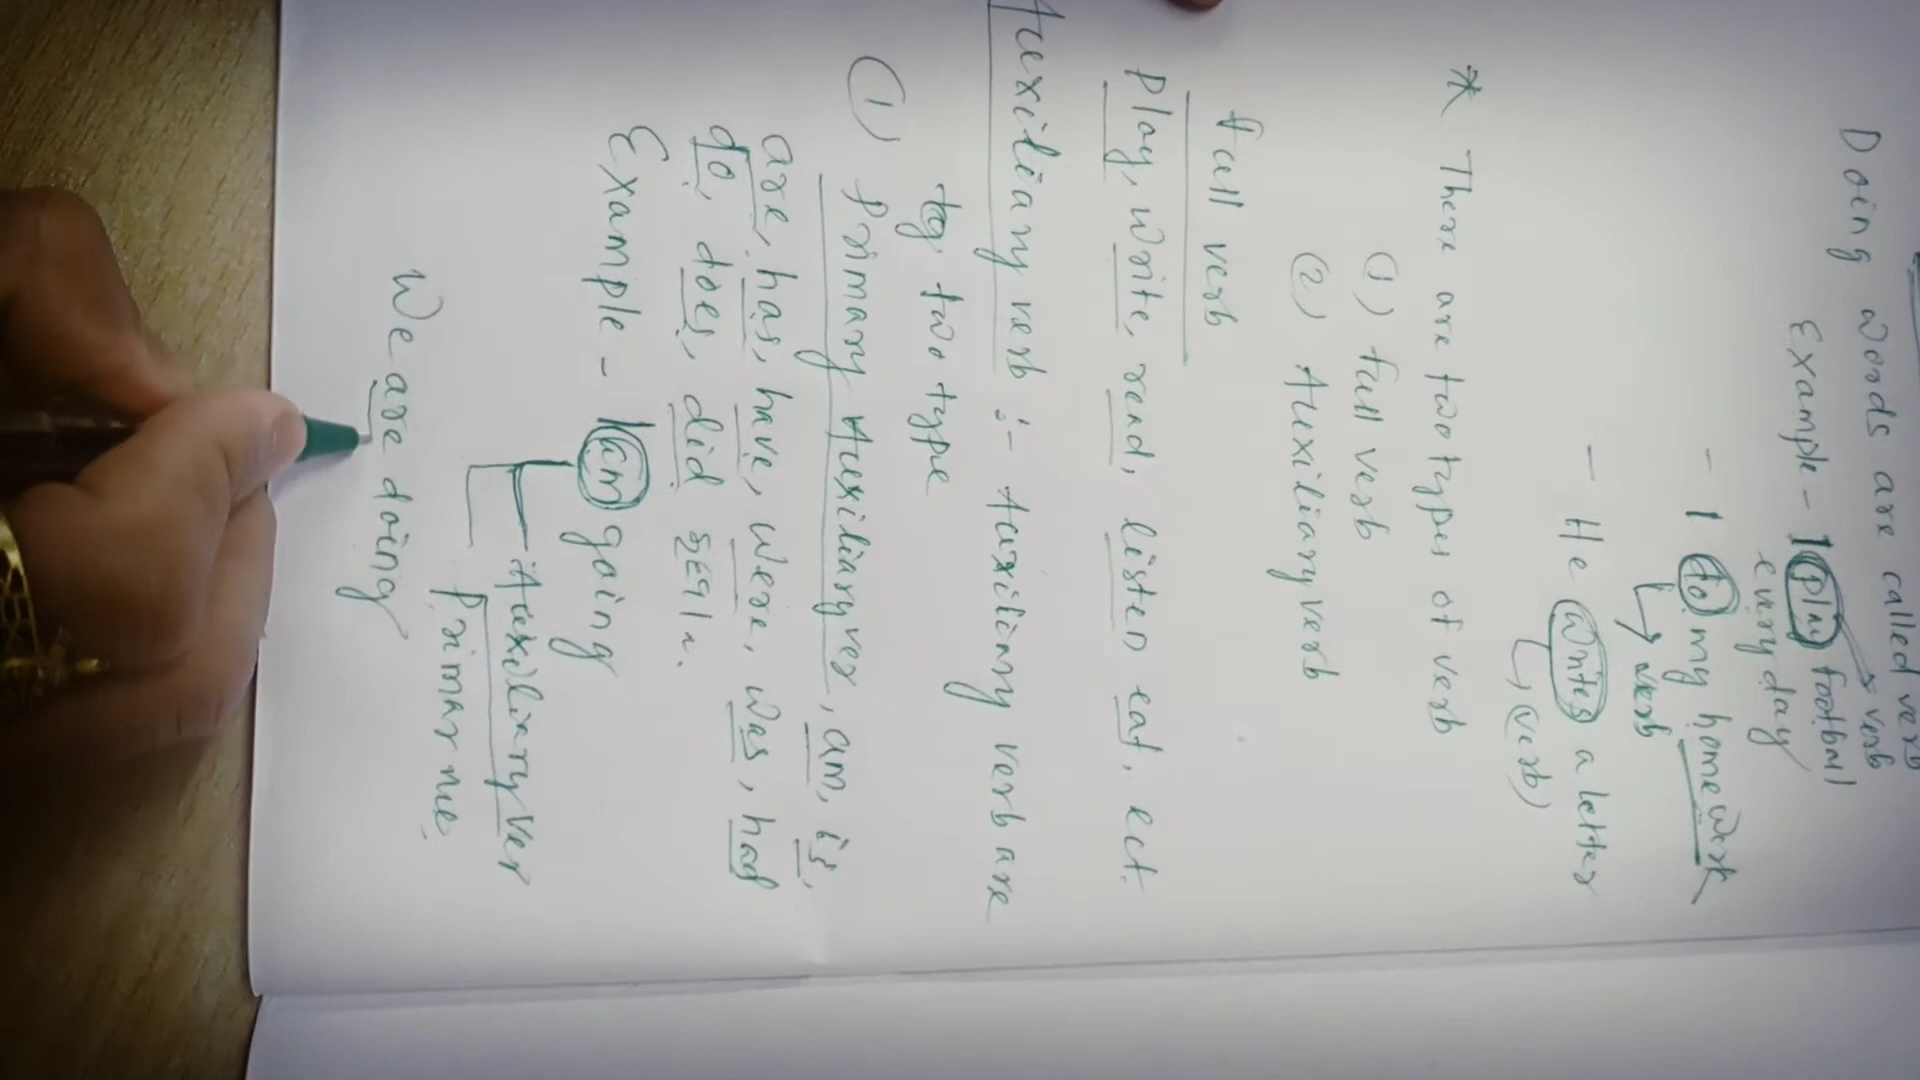 Doing words are called verb
Example - I play football
→ verb
every day
- I do my homework
→ verb
- He writes a letter
→ (verb)
* There are two types of verb
(1) full verb
(2) Auxiliary verb
full verb
Play, write, read, listen, eat, ect.
Auxiliary verb :- Auxiliary verb are
two type
(1) Primary Auxiliary ver, am, is,
are, has, have, were, was, had
do, does, did
Example - I am going
Auxiliary ver
We are doing